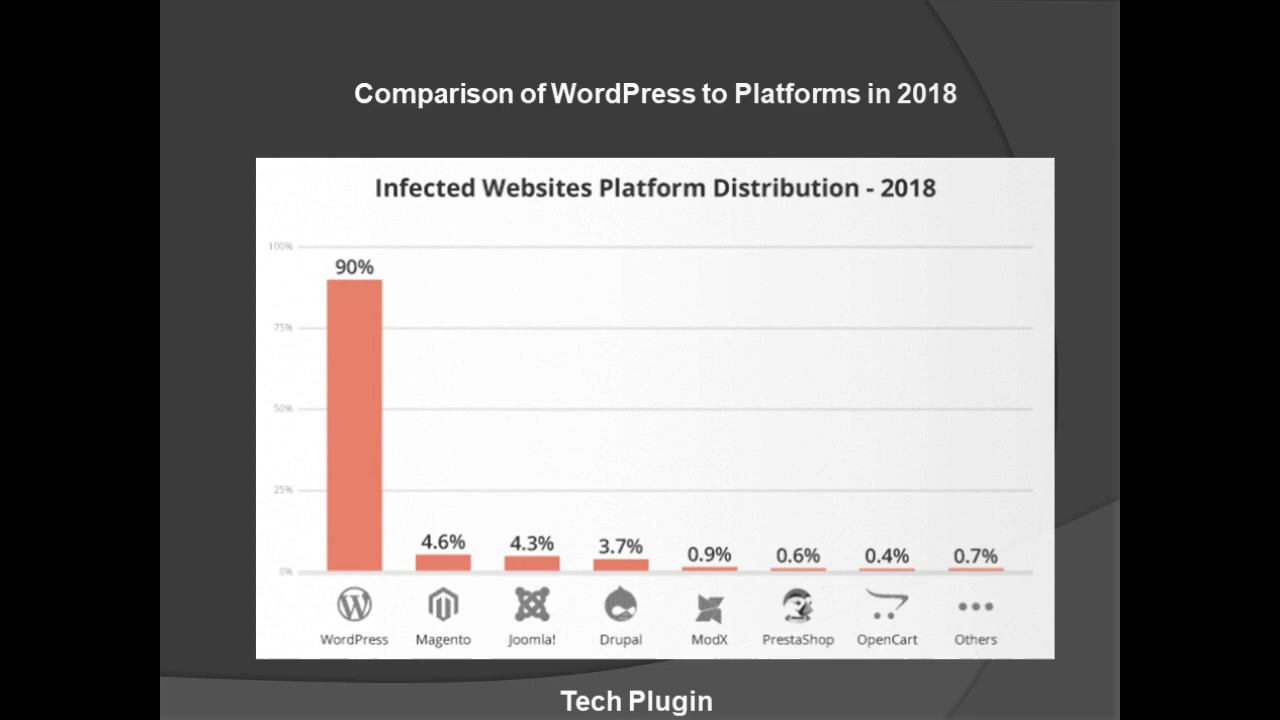 Comparison of WordPress to Platforms in 2018
Infected Websites Platform Distribution - 2018
100%
90%
75%
50%
25%
4.6% 4.3% 3.7% 0.9% 0.6% 0.4% 0.7%
0%
WordPress Magento Joomla! Drupal ModX PrestaShop OpenCart Others
Tech Plugin